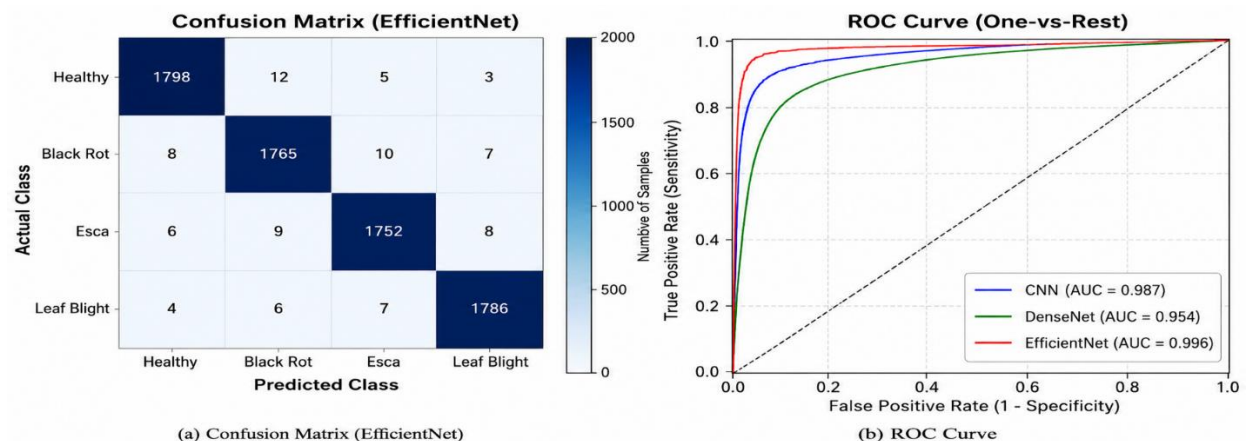 Confusion Matrix (EfficientNet)
Actual Class
Healthy 1798 12 5 3
Black Rot 8 1765 10 7
Esca 6 9 1752 8
Leaf Blight 4 6 7 1786
Healthy Black Rot Esca Leaf Blight
Predicted Class
2000
1500
1000
500
0
Numbive of Samples
(a) Confusion Matrix (EfficientNet)
ROC Curve (One-vs-Rest)
True Positive Rate (Sensitivity)
1.0
0.8
0.6
0.4
0.2
0.0
CNN (AUC = 0.987)
DenseNet (AUC = 0.954)
EfficientNet (AUC = 0.996)
0.0 0.2 0.4 0.6 0.8 1.0
False Positive Rate (1 - Specificity)
(b) ROC Curve